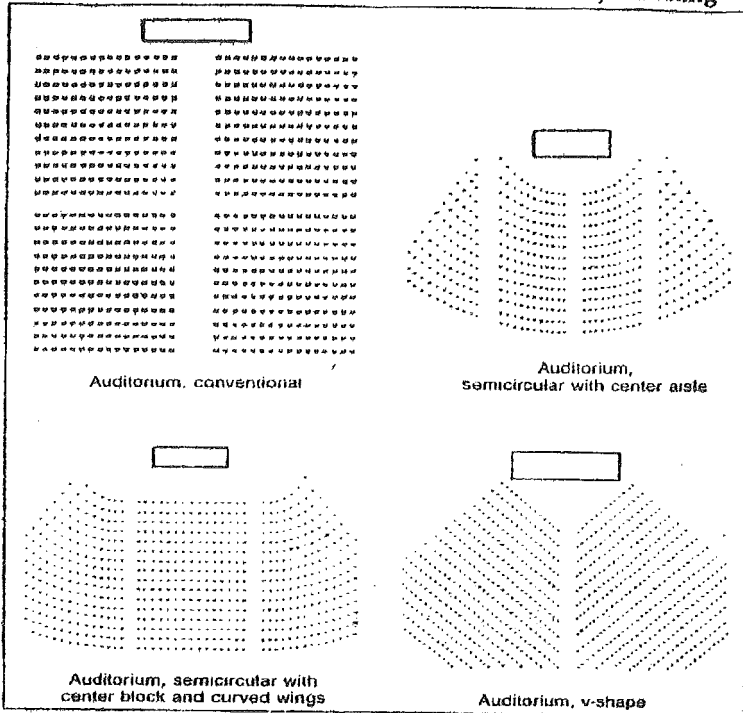 Auditorium, conventional
Auditorium,
semicircular with center aisle
Auditorium, semicircular with
center block and curved wings
Auditorium, v-shape